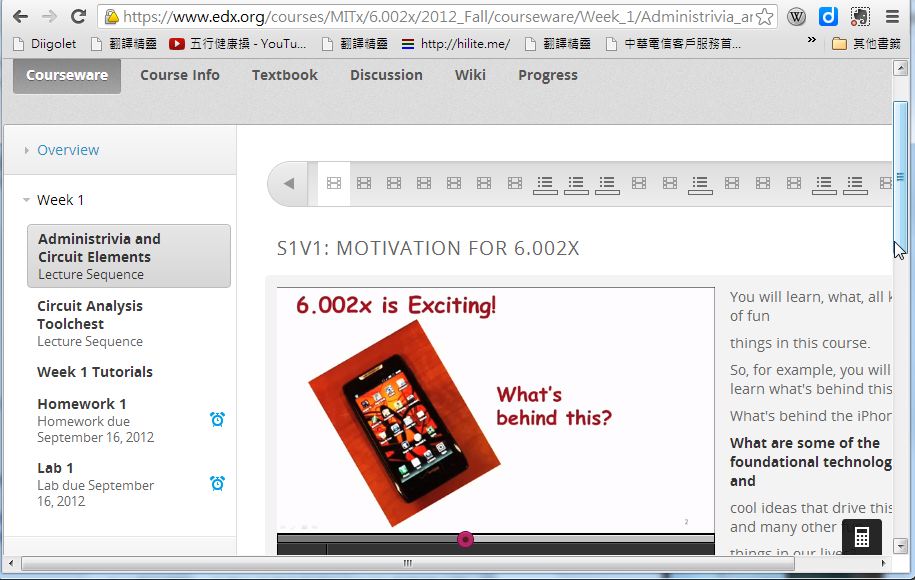 https://www.edx.org/courses/MITx/6.002x/2012_Fall/courseware/Week_1/Administrivia_ar
Diigolet 翻譯精靈 五行健康操 - YouTu... 翻譯精靈 http://hilite.me/ 翻譯精靈 中華電信客戶服務首... » 其他書籤
Courseware Course Info Textbook Discussion Wiki Progress
Overview
Week 1
Administrivia and
Circuit Elements
Lecture Sequence
Circuit Analysis
Toolchest
Lecture Sequence
Week 1 Tutorials
Homework 1
Homework due
September 16, 2012
Lab 1
Lab due September
16, 2012
S1V1: MOTIVATION FOR 6.002X
6.002x is Exciting!
What's
behind this?
2
You will learn, what, all k
of fun
things in this course.
So, for example, you will
learn what's behind this
What's behind the iPhor
What are some of the
foundational technolog
and
cool ideas that drive this
and many other
things in our lives